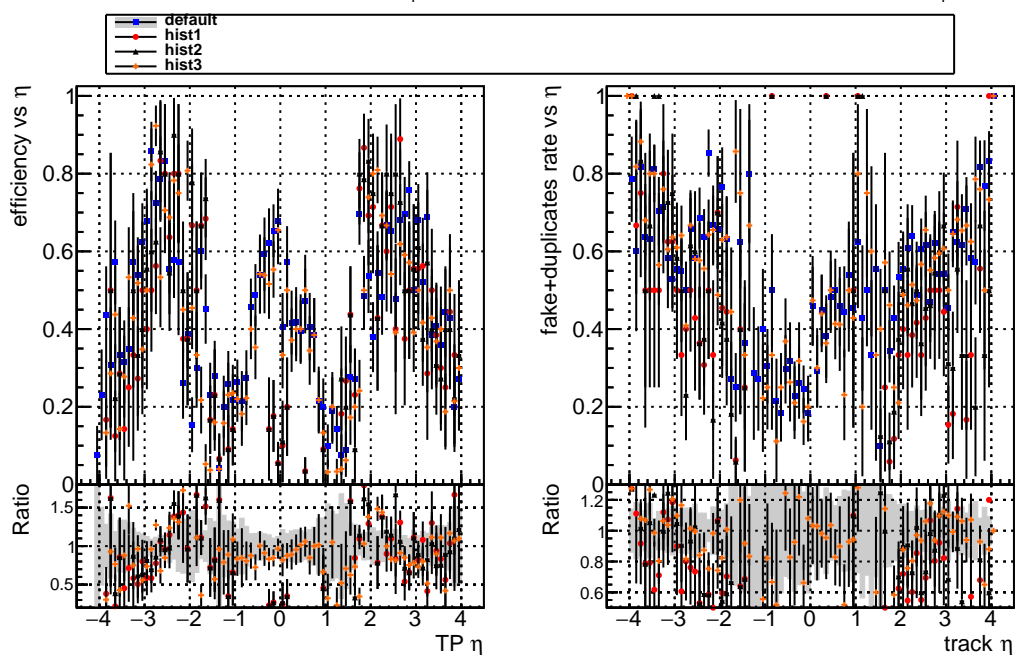 default
hist1
hist2
hist3
efficiency vs η
1
0.8
0.6
0.4
0.2
0
Ratio
1.5
1
0.5
−4 −3 −2 −1 0 1 2 3 4
TP η
fake+duplicates rate vs η
1
0.8
0.6
0.4
0.2
0
Ratio
1.2
1
0.8
0.6
−4 −3 −2 −1 0 1 2 3 4
track η